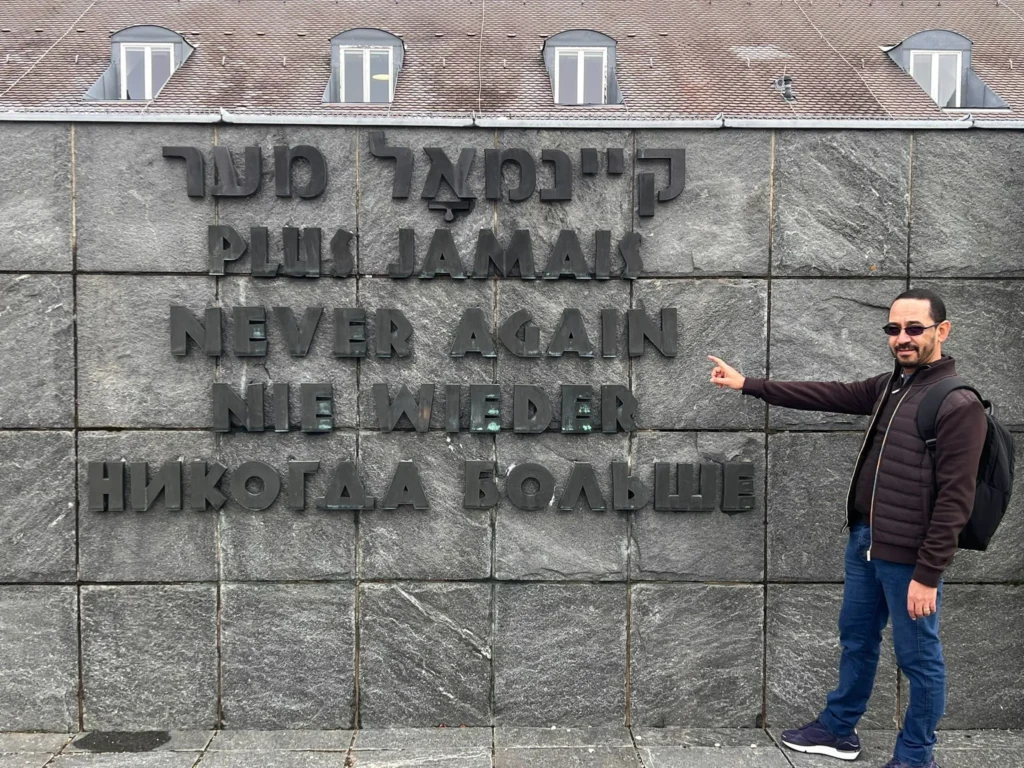 קיינמאָל מער
PLUS JAMAIS
NEVER AGAIN
NIE WIEDER
НИКОГДА БОЛЬШЕ